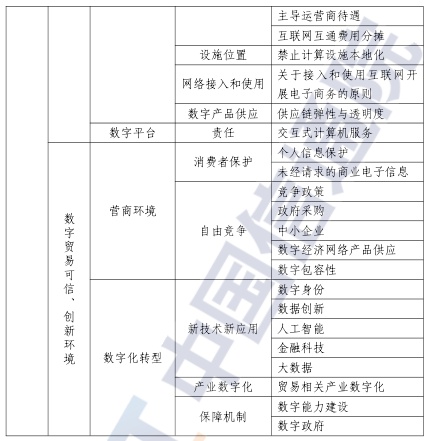 主导运营商待遇
互联网互通费用分摊
设施位置 禁止计算设施本地化
网络接入和使用 关于接入和使用互联网开
展电子商务的原则
数字产品供应 供应链弹性与透明度
数字平台 责任 交互式计算机服务
数字贸易可信、创新环境
营商环境
消费者保护
个人信息保护
未经请求的商业电子信息
自由竞争
竞争政策
政府采购
中小企业
数字经济网络产品供应
数字包容性
数字化转型
新技术新应用
数字身份
数据创新
人工智能
金融科技
大数据
产业数字化 贸易相关产业数字化
保障机制
数字能力建设
数字政府
中国信通院